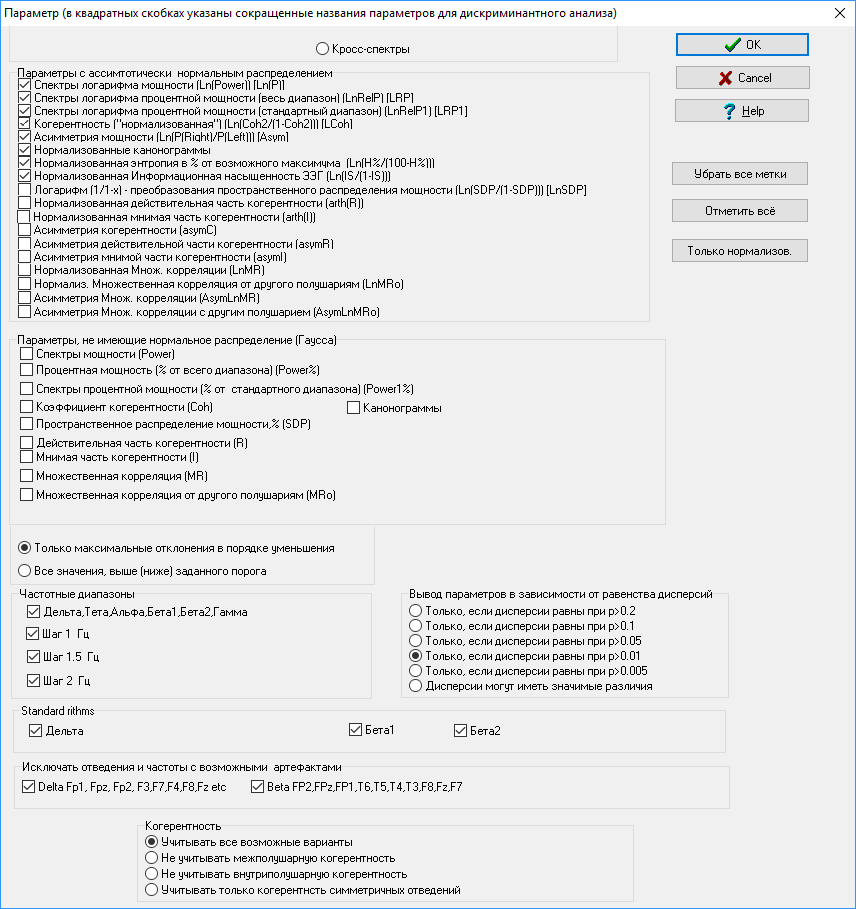 Параметр (в квадратных скобках указаны сокращенные названия параметров для дискриминантного анализа)
Кросс-спектры
OK
Cancel
Help
Убрать все метки
Отметить всё
Только нормализов.
Параметры с ассимтотически нормальным распределением
Спектры логарифма мощности (Ln(Power)) [Ln(P)]
Спектры логарифма процентной мощности (весь диапазон) (LnRelP) [LRP]
Спектры логарифма процентной мощности (стандартный диапазон) (LnRelP1) [LRP1]
Когерентность ("нормализованная") (Ln(Coh2/(1-Coh2))) [LCoh]
Асимметрия мощности (Ln(P(Right)/P(Left))) [Asym]
Нормализованные канонограммы
Нормализованная энтропия в % от возможного максимума (Ln(H%/(100-H%)))
Нормализованная Информационная насыщенность ЭЭГ (Ln(IS/(1-IS)))
Логарифм (1/1-x) - преобразования пространственного распределения мощности (Ln(SDP/(1-SDP))) [LnSDP]
Нормализованная действительная часть когерентности (arth(R))
Нормализованная мнимая часть когерентности (arth(I))
Асимметрия когерентности (asymC)
Асимметрия действительной части когерентности (asymR)
Асимметрия мнимой части когерентности (asymI)
Нормализованная Множ. корреляции (LnMR)
Нормализ. Множественная корреляция от другого полушариям (LnMRo)
Асимметрия Множ. корреляции (AsymLnMR)
Асимметрия Множ. корреляции с другим полушарием (AsymLnMRo)
Параметры, не имеющие нормальное распределение (Гаусса)
Спектры мощности (Power)
Процентная мощность (% от всего диапазона) (Power%)
Спектры процентной мощности (% от стандартного диапазона) (Power1%)
Коэффициент когерентности (Coh)
Канонограммы
Пространственное распределение мощности,% (SDP)
Действительная часть когерентности (R)
Мнимая часть когерентности (I)
Множественная корреляция (MR)
Множественная корреляция от другого полушариям (MRo)
Только максимальные отклонения в порядке уменьшения
Все значения, выше (ниже) заданного порога
Частотные диапазоны
Дельта,Тета,Альфа,Бета1,Бета2,Гамма
Шаг 1 Гц
Шаг 1.5 Гц
Шаг 2 Гц
Вывод параметров в зависимости от равенства дисперсий
Только, если дисперсии равны при p>0.2
Только, если дисперсии равны при p>0.1
Только, если дисперсии равны при p>0.05
Только, если дисперсии равны при p>0.01
Только, если дисперсии равны при p>0.005
Дисперсии могут иметь значимые различия
Standard rithms
Дельта
Бета1
Бета2
Исключать отведения и частоты с возможными артефактами
Delta Fp1, Fpz, Fp2, F3,F7,F4,F8,Fz etc
Beta FP2,FPz,FP1,T6,T5,T4,T3,F8,Fz,F7
Когерентность
Учитывать все возможные варианты
Не учитывать межполушарную когерентность
Не учитывать внутриполушарную когерентность
Учитывать только когерентнсть симметричных отведений